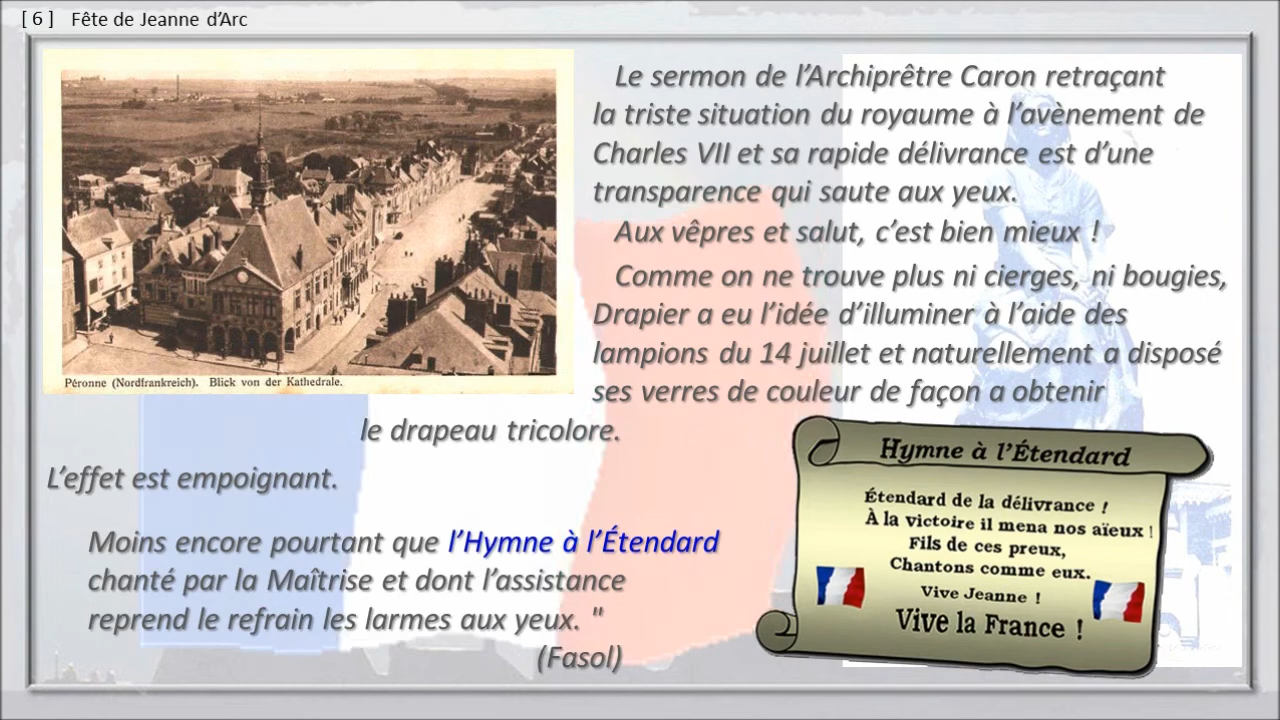 [ 6 ] Fête de Jeanne d’Arc
Le sermon de l’Archiprêtre Caron retraçant
la triste situation du royaume à l’avènement de
Charles VII et sa rapide délivrance est d’une
transparence qui saute aux yeux.
Aux vêpres et salut, c’est bien mieux !
Comme on ne trouve plus ni cierges, ni bougies,
Drapier a eu l’idée d’illuminer à l’aide des
lampions du 14 juillet et naturellement a disposé
ses verres de couleur de façon a obtenir
le drapeau tricolore.
L’effet est empoignant.
Moins encore pourtant que l’Hymne à l’Étendard
chanté par la Maîtrise et dont l’assistance
reprend le refrain les larmes aux yeux. "
(Fasol)
Péronne (Nordfrankreich). Blick von der Kathedrale.
Hymne à l’Étendard
Étendard de la délivrance !
À la victoire il mena nos aïeux !
Fils de ces preux,
Chantons comme eux.
Vive Jeanne !
Vive la France !